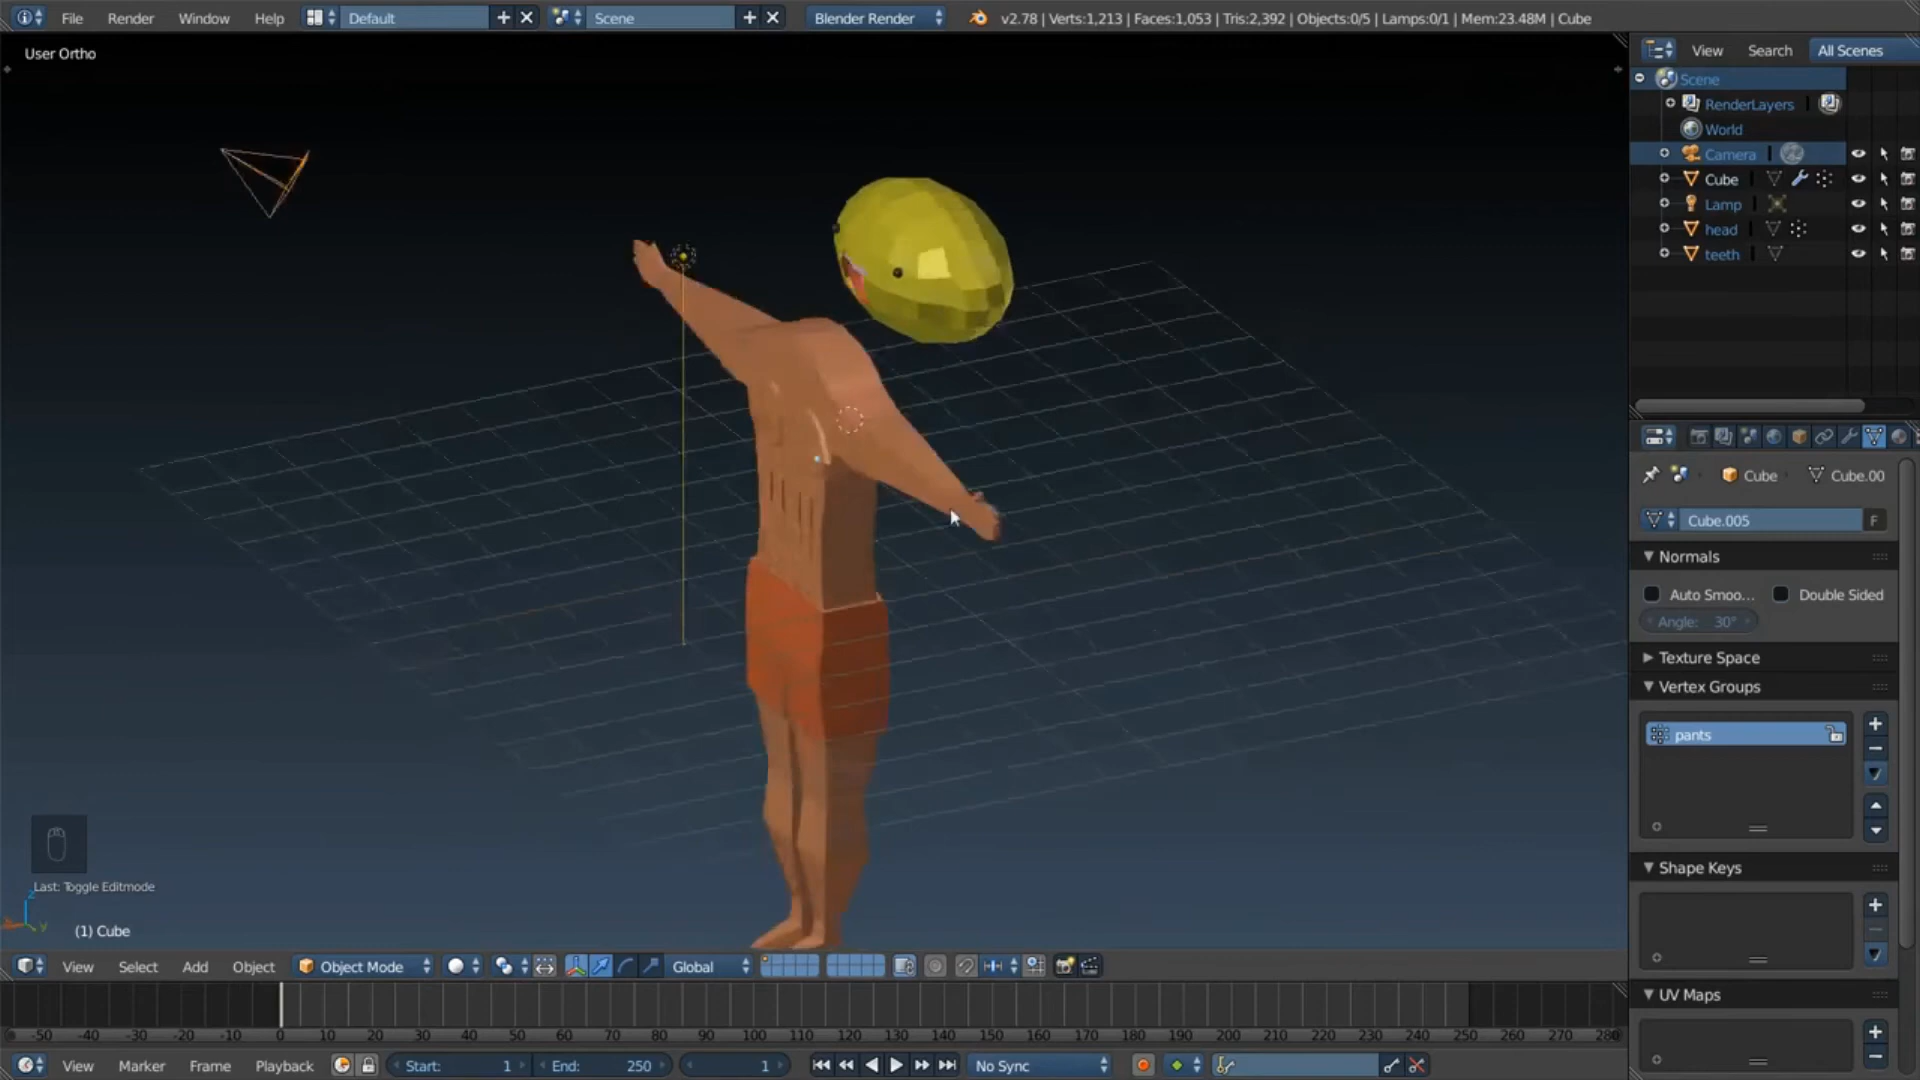 File Render Window Help Default Scene Blender Render v2.78 | Verts:1,213 | Faces:1,053 | Tris:2,392 | Objects:0/5 | Lamps:0/1 | Mem:23.48M | Cube
User Ortho
View Search All Scenes
Scene
RenderLayers
World
Camera
Cube
Lamp
head
teeth
Cube Cube.00
Cube.005 F
Normals
Auto Smoo... Double Sided
Angle: 30°
Texture Space
Vertex Groups
pants
Shape Keys
UV Maps
Last: Toggle Editmode
z
y
(1) Cube
View Select Add Object Object Mode Global
-50 -40 -30 -20 -10 0 10 20 30 40 50 60 70 80 90 100 110 120 130 140 150 160 170 180 190 200 210 220 230 240 250 260 270 280
View Marker Frame Playback Start: 1 End: 250 1 No Sync